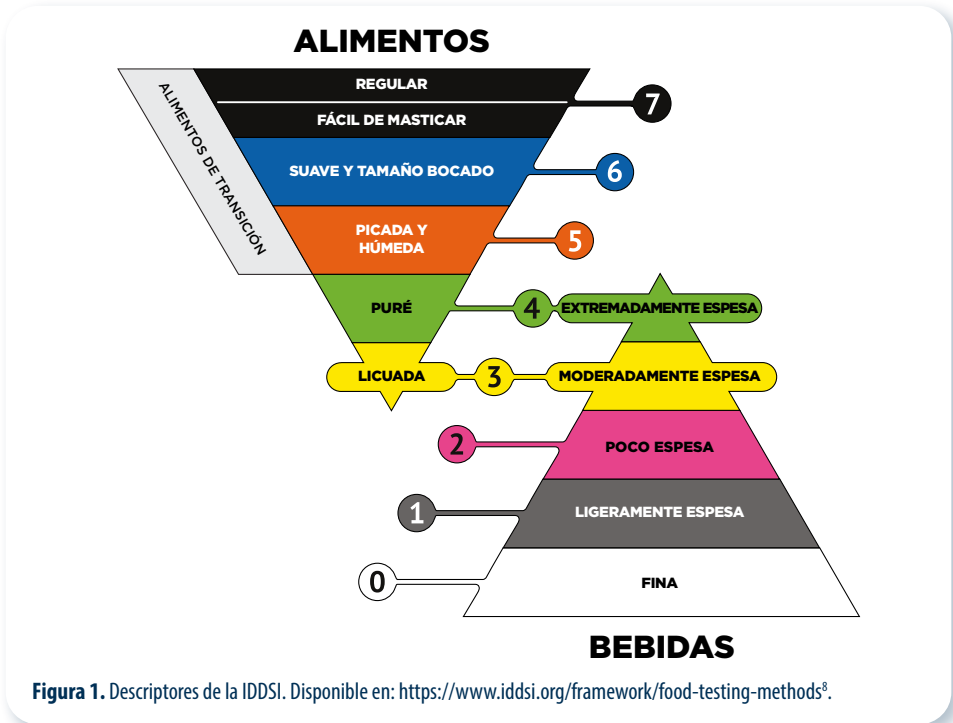 ALIMENTOS
ALIMENTOS DE TRANSICIÓN
REGULAR
FÁCIL DE MASTICAR
7
SUAVE Y TAMAÑO BOCADO
6
PICADA Y
HÚMEDA
5
PURÉ
4
EXTREMADAMENTE ESPESA
LICUADA
3
MODERADAMENTE ESPESA
2
POCO ESPESA
1
LIGERAMENTE ESPESA
0
FINA
BEBIDAS
Figura 1. Descriptores de la IDDSI. Disponible en: https://www.iddsi.org/framework/food-testing-methods⁸.